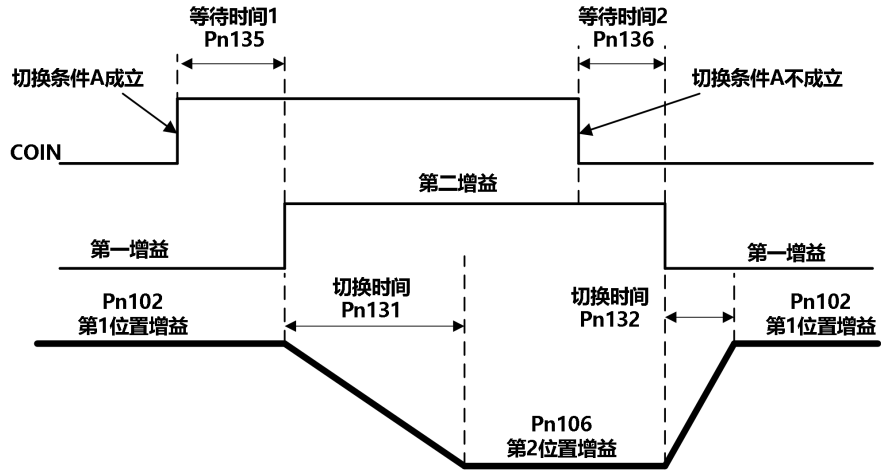 等待时间1
Pn135
等待时间2
Pn136
切换条件A成立
切换条件A不成立
COIN
第二增益
第一增益
第一增益
切换时间
Pn131
切换时间
Pn132
Pn102
第1位置增益
Pn102
第1位置增益
Pn106
第2位置增益